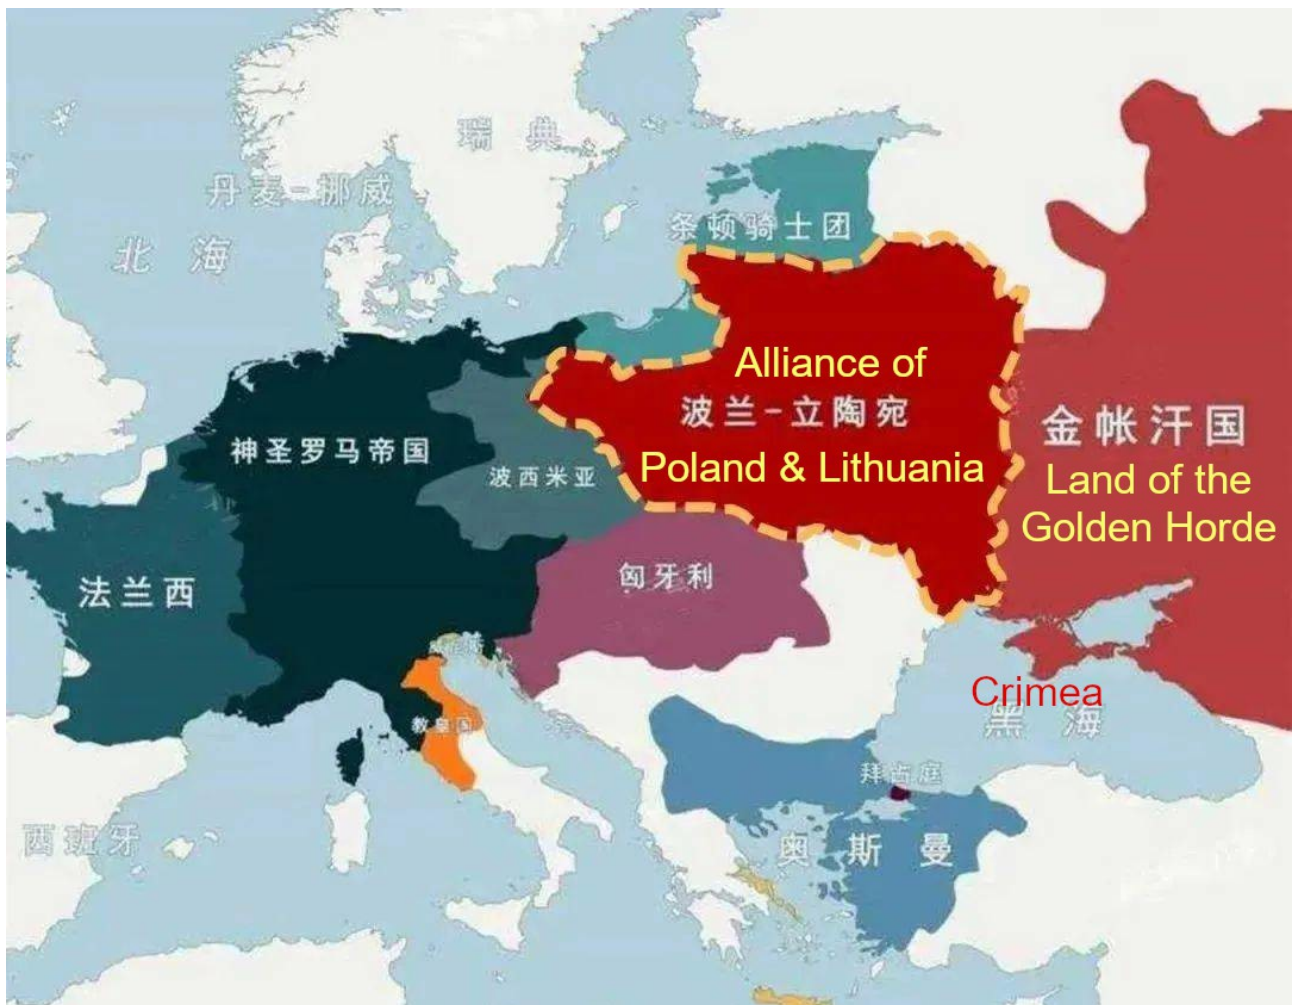 瑞 典
丹麦-挪威
北 海
条顿骑士团
Alliance of
波兰-立陶宛
Poland & Lithuania
金帐汗国
Land of the
Golden Horde
神圣罗马帝国
波西米亚
法兰西
匈牙利
教皇国
Crimea
黑 海
拜占庭
奥 斯 曼
西班牙